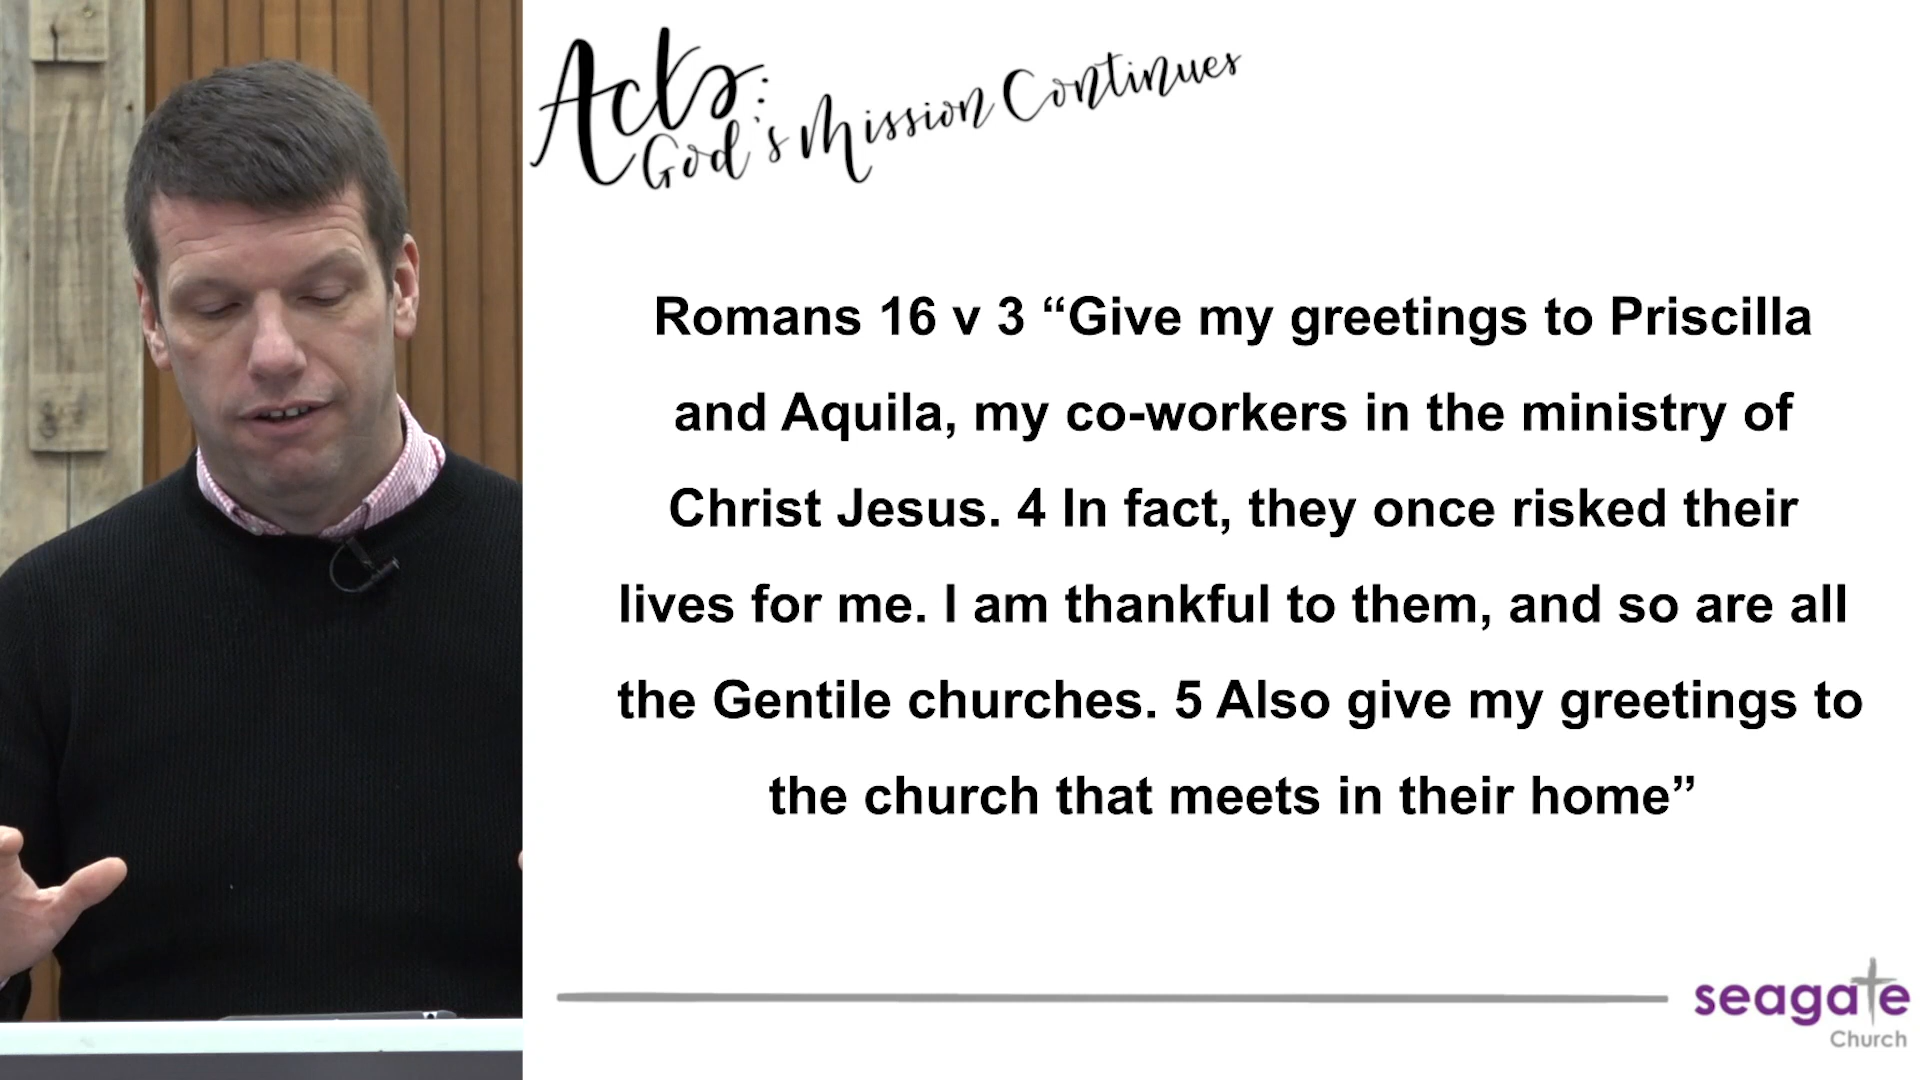 Acts:
God's Mission Continues
Romans 16 v 3 “Give my greetings to Priscilla
and Aquila, my co-workers in the ministry of
Christ Jesus. 4 In fact, they once risked their
lives for me. I am thankful to them, and so are all
the Gentile churches. 5 Also give my greetings to
the church that meets in their home”
seagate
Church